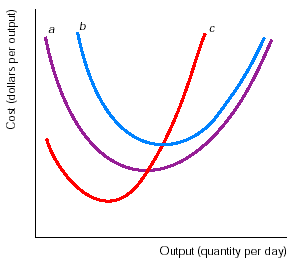 a
b
c
Cost (dollars per output)
Output (quantity per day)